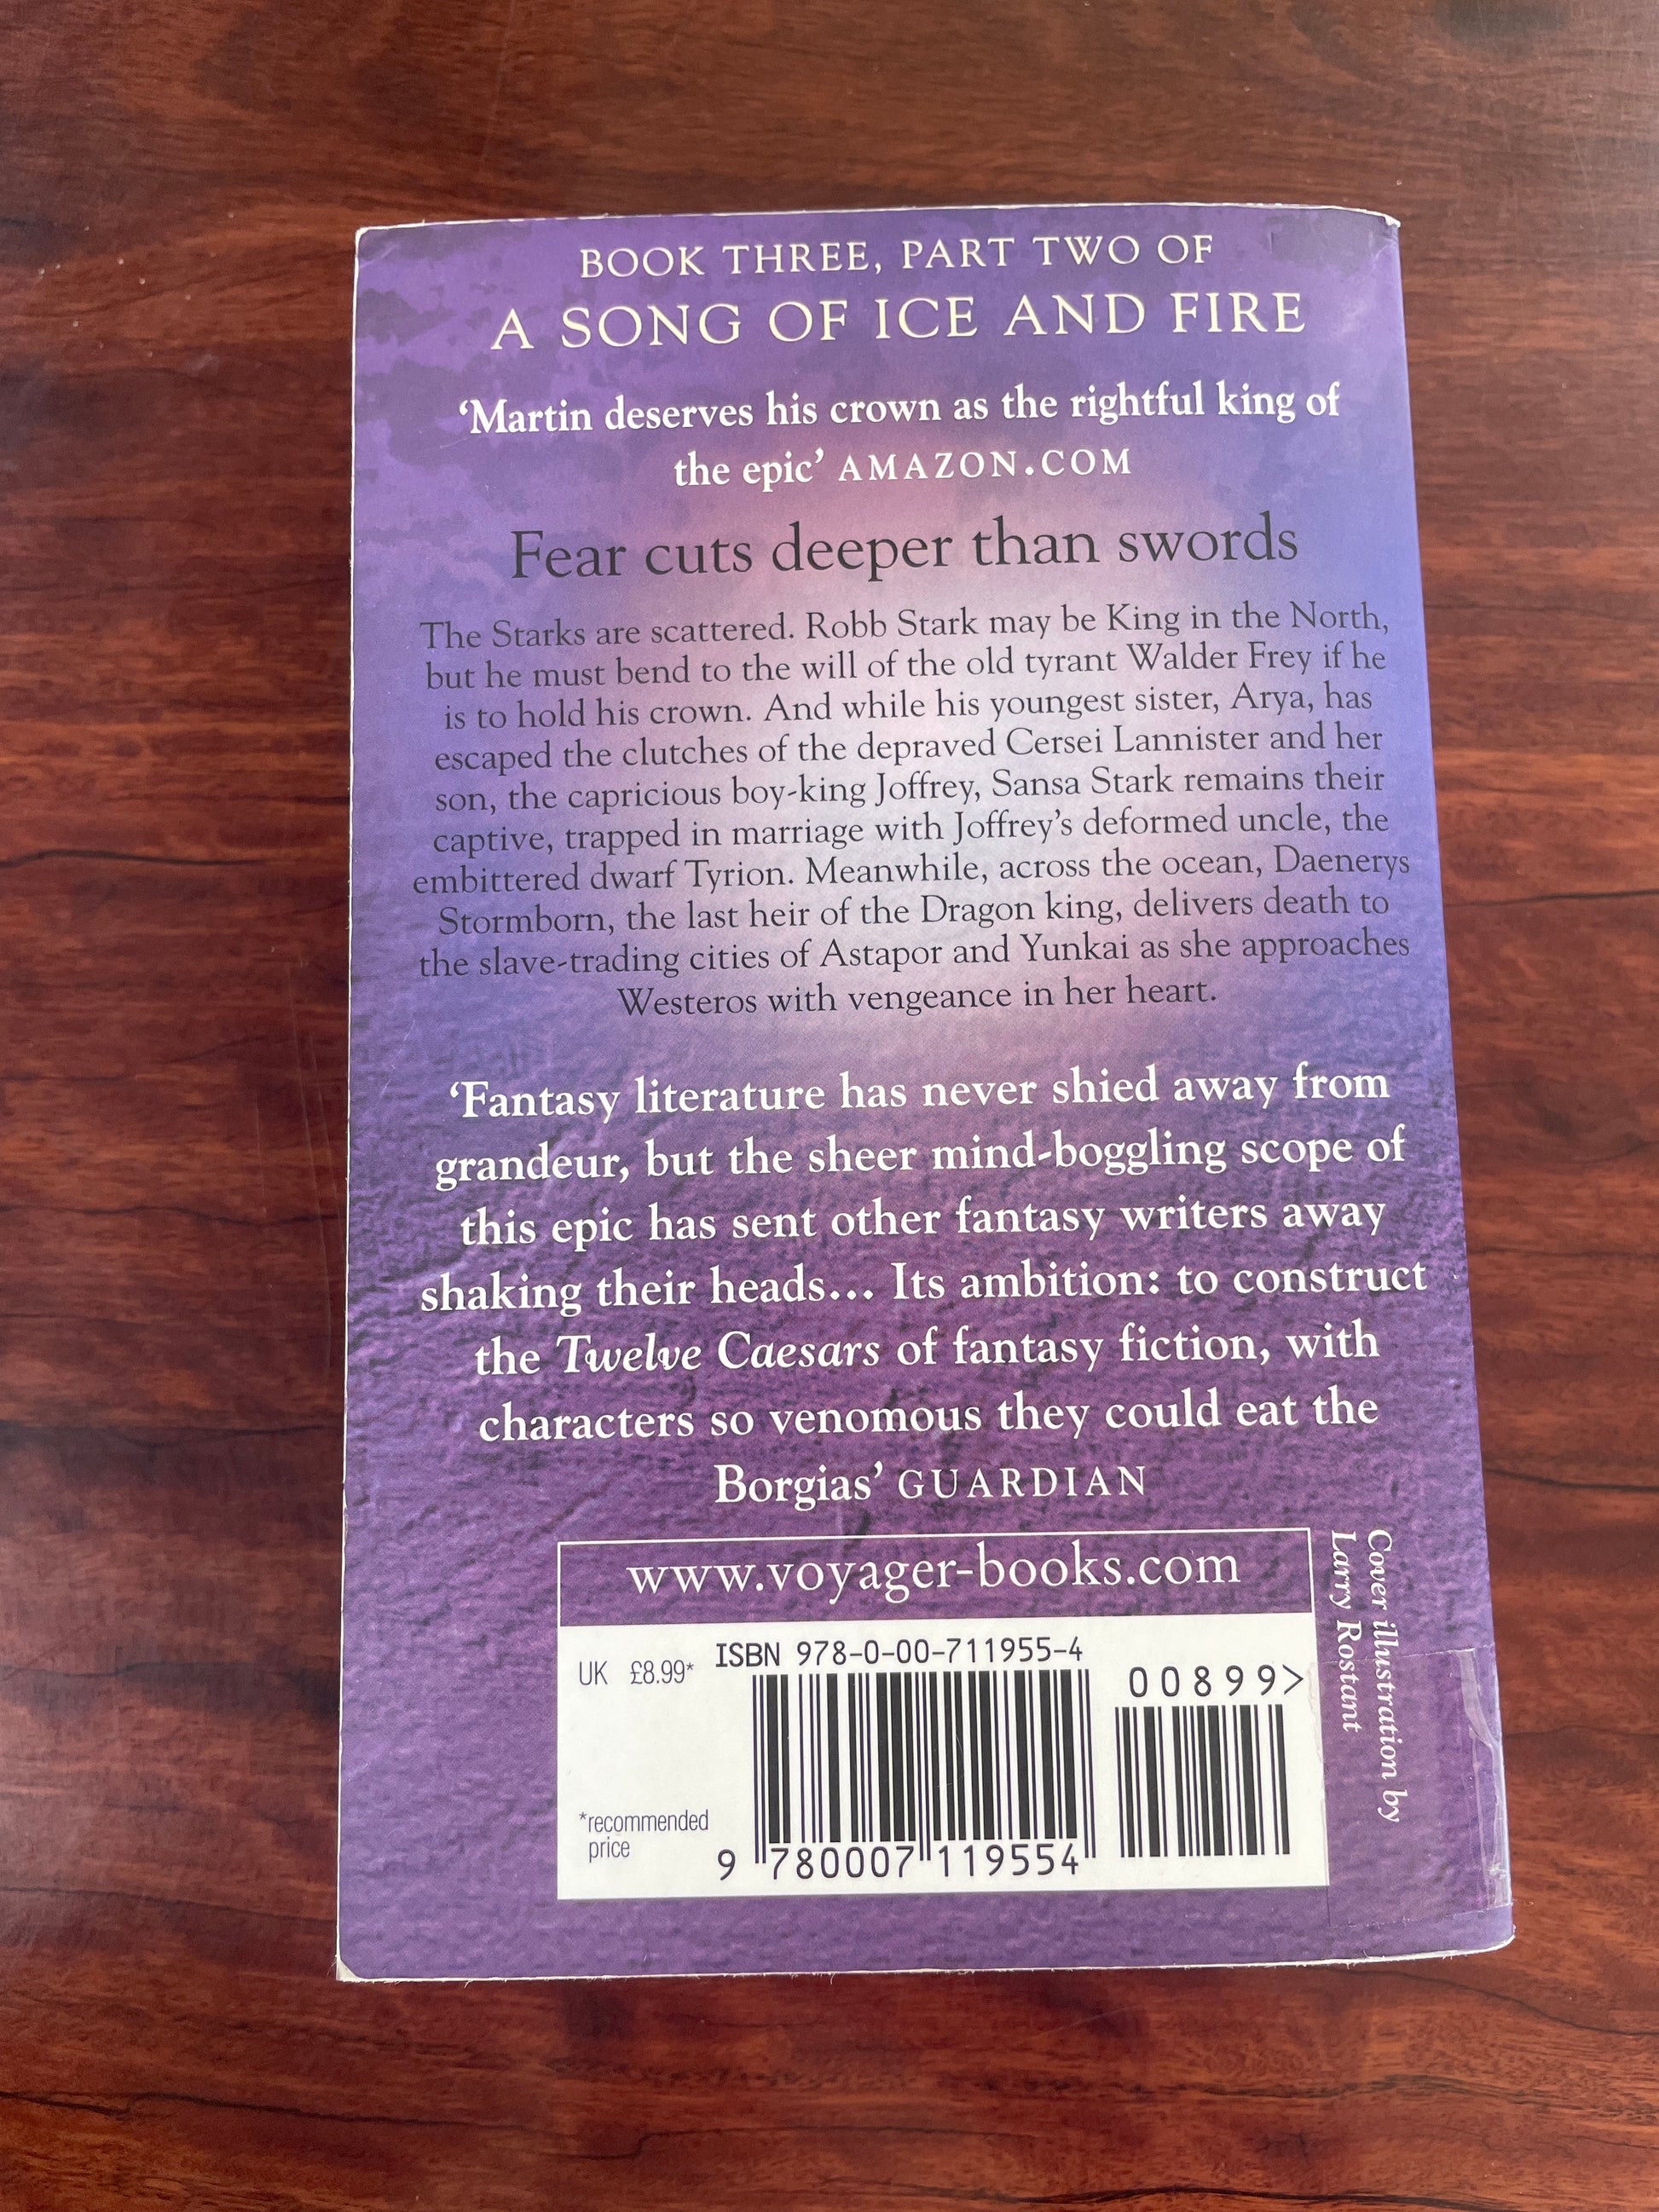 BOOK THREE, PART TWO OF
A SONG OF ICE AND FIRE
‘Martin deserves his crown as the rightful king of
the epic’ AMAZON.COM
Fear cuts deeper than swords
The Starks are scattered. Robb Stark may be King in the North,
but he must bend to the will of the old tyrant Walder Frey if he
is to hold his crown. And while his youngest sister, Arya, has
escaped the clutches of the depraved Cersei Lannister and her
son, the capricious boy-king Joffrey, Sansa Stark remains their
captive, trapped in marriage with Joffrey’s deformed uncle, the
embittered dwarf Tyrion. Meanwhile, across the ocean, Daenerys
Stormborn, the last heir of the Dragon king, delivers death to
the slave-trading cities of Astapor and Yunkai as she approaches
Westeros with vengeance in her heart.
‘Fantasy literature has never shied away from
grandeur, but the sheer mind-boggling scope of
this epic has sent other fantasy writers away
shaking their heads… Its ambition: to construct
the Twelve Caesars of fantasy fiction, with
characters so venomous they could eat the
Borgias’ GUARDIAN
www.voyager-books.com
UK £8.99*
ISBN 978-0-00-711955-4
00899>
*recommended
price
9 780007 119554
Cover illustration by
Larry Rostant